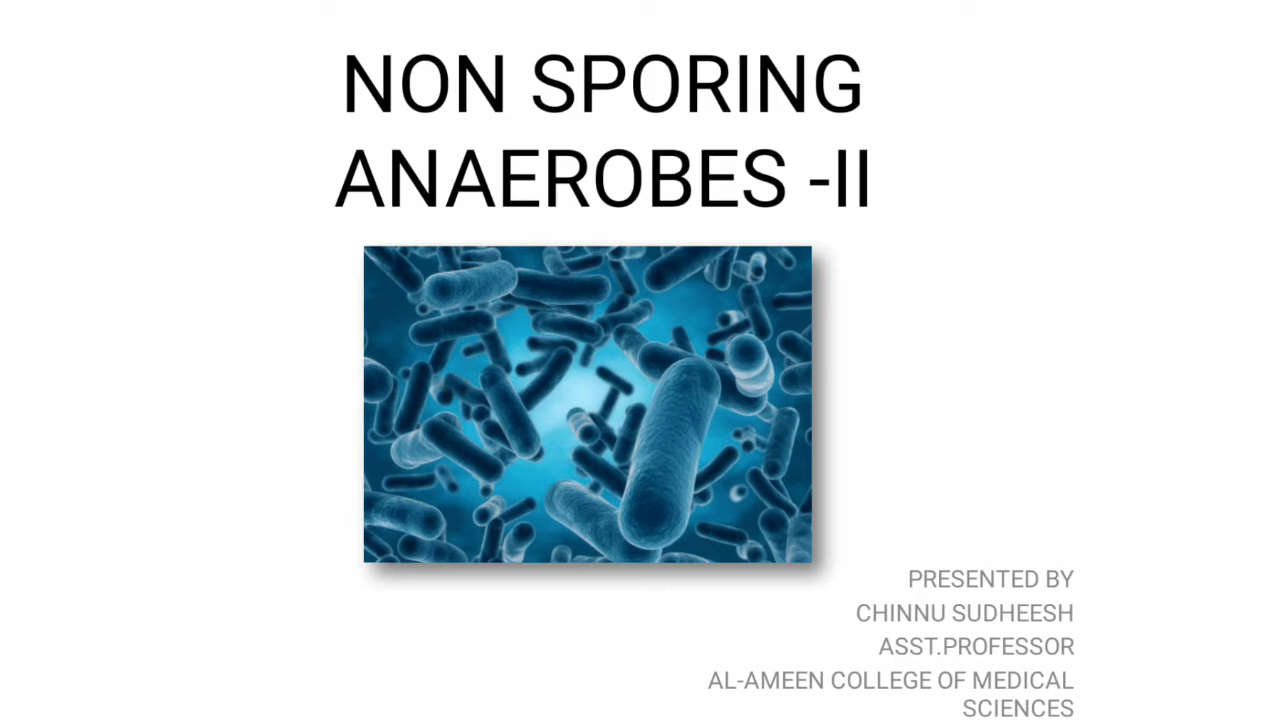 NON SPORING
ANAEROBES -II
PRESENTED BY
CHINNU SUDHEESH
ASST.PROFESSOR
AL-AMEEN COLLEGE OF MEDICAL
SCIENCES